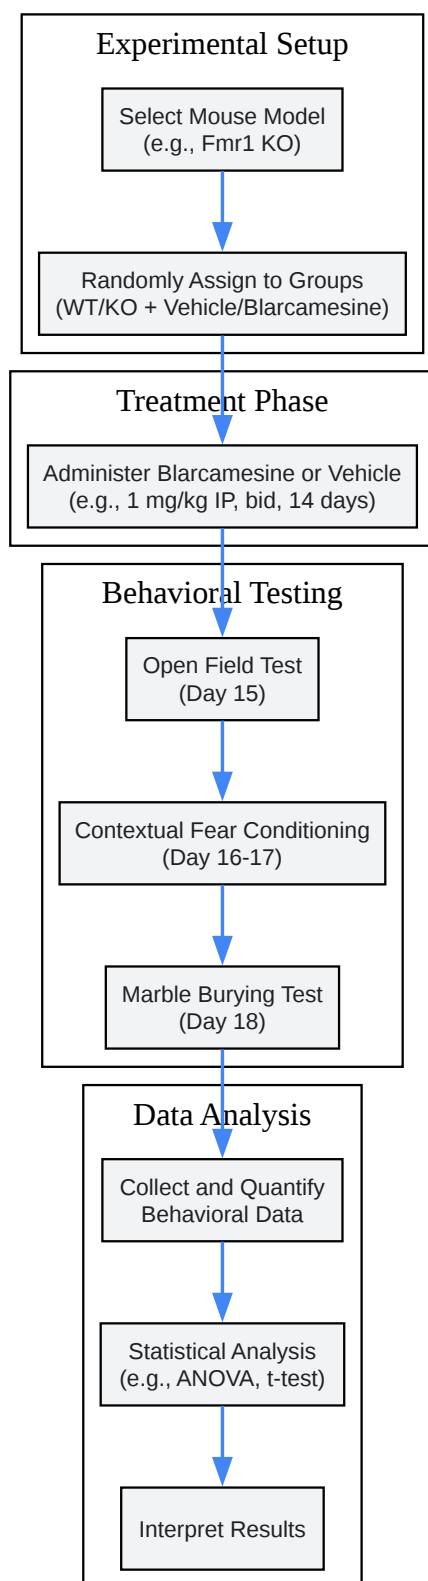 Experimental Setup
Select Mouse Model
(e.g., Fmr1 KO)
Randomly Assign to Groups
(WT/KO + Vehicle/Blarcamesine)
Treatment Phase
Administer Blarcamesine or Vehicle
(e.g., 1 mg/kg IP, bid, 14 days)
Behavioral Testing
Open Field Test
(Day 15)
Contextual Fear Conditioning
(Day 16-17)
Marble Burying Test
(Day 18)
Data Analysis
Collect and Quantify
Behavioral Data
Statistical Analysis
(e.g., ANOVA, t-test)
Interpret Results